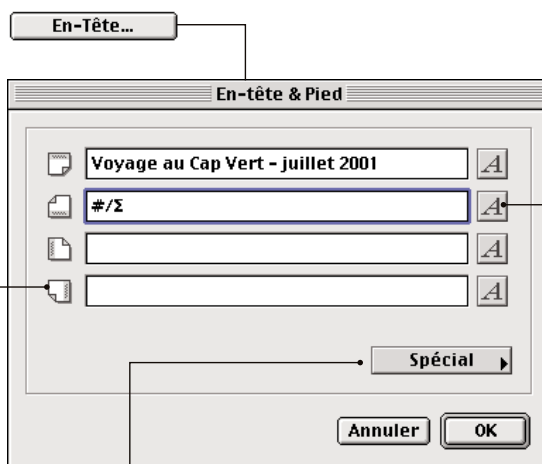 En-Tête...
En-tête & Pied
Voyage au Cap Vert - juillet 2001
A
#/Σ
A
A
A
Spécial
Annuler
OK